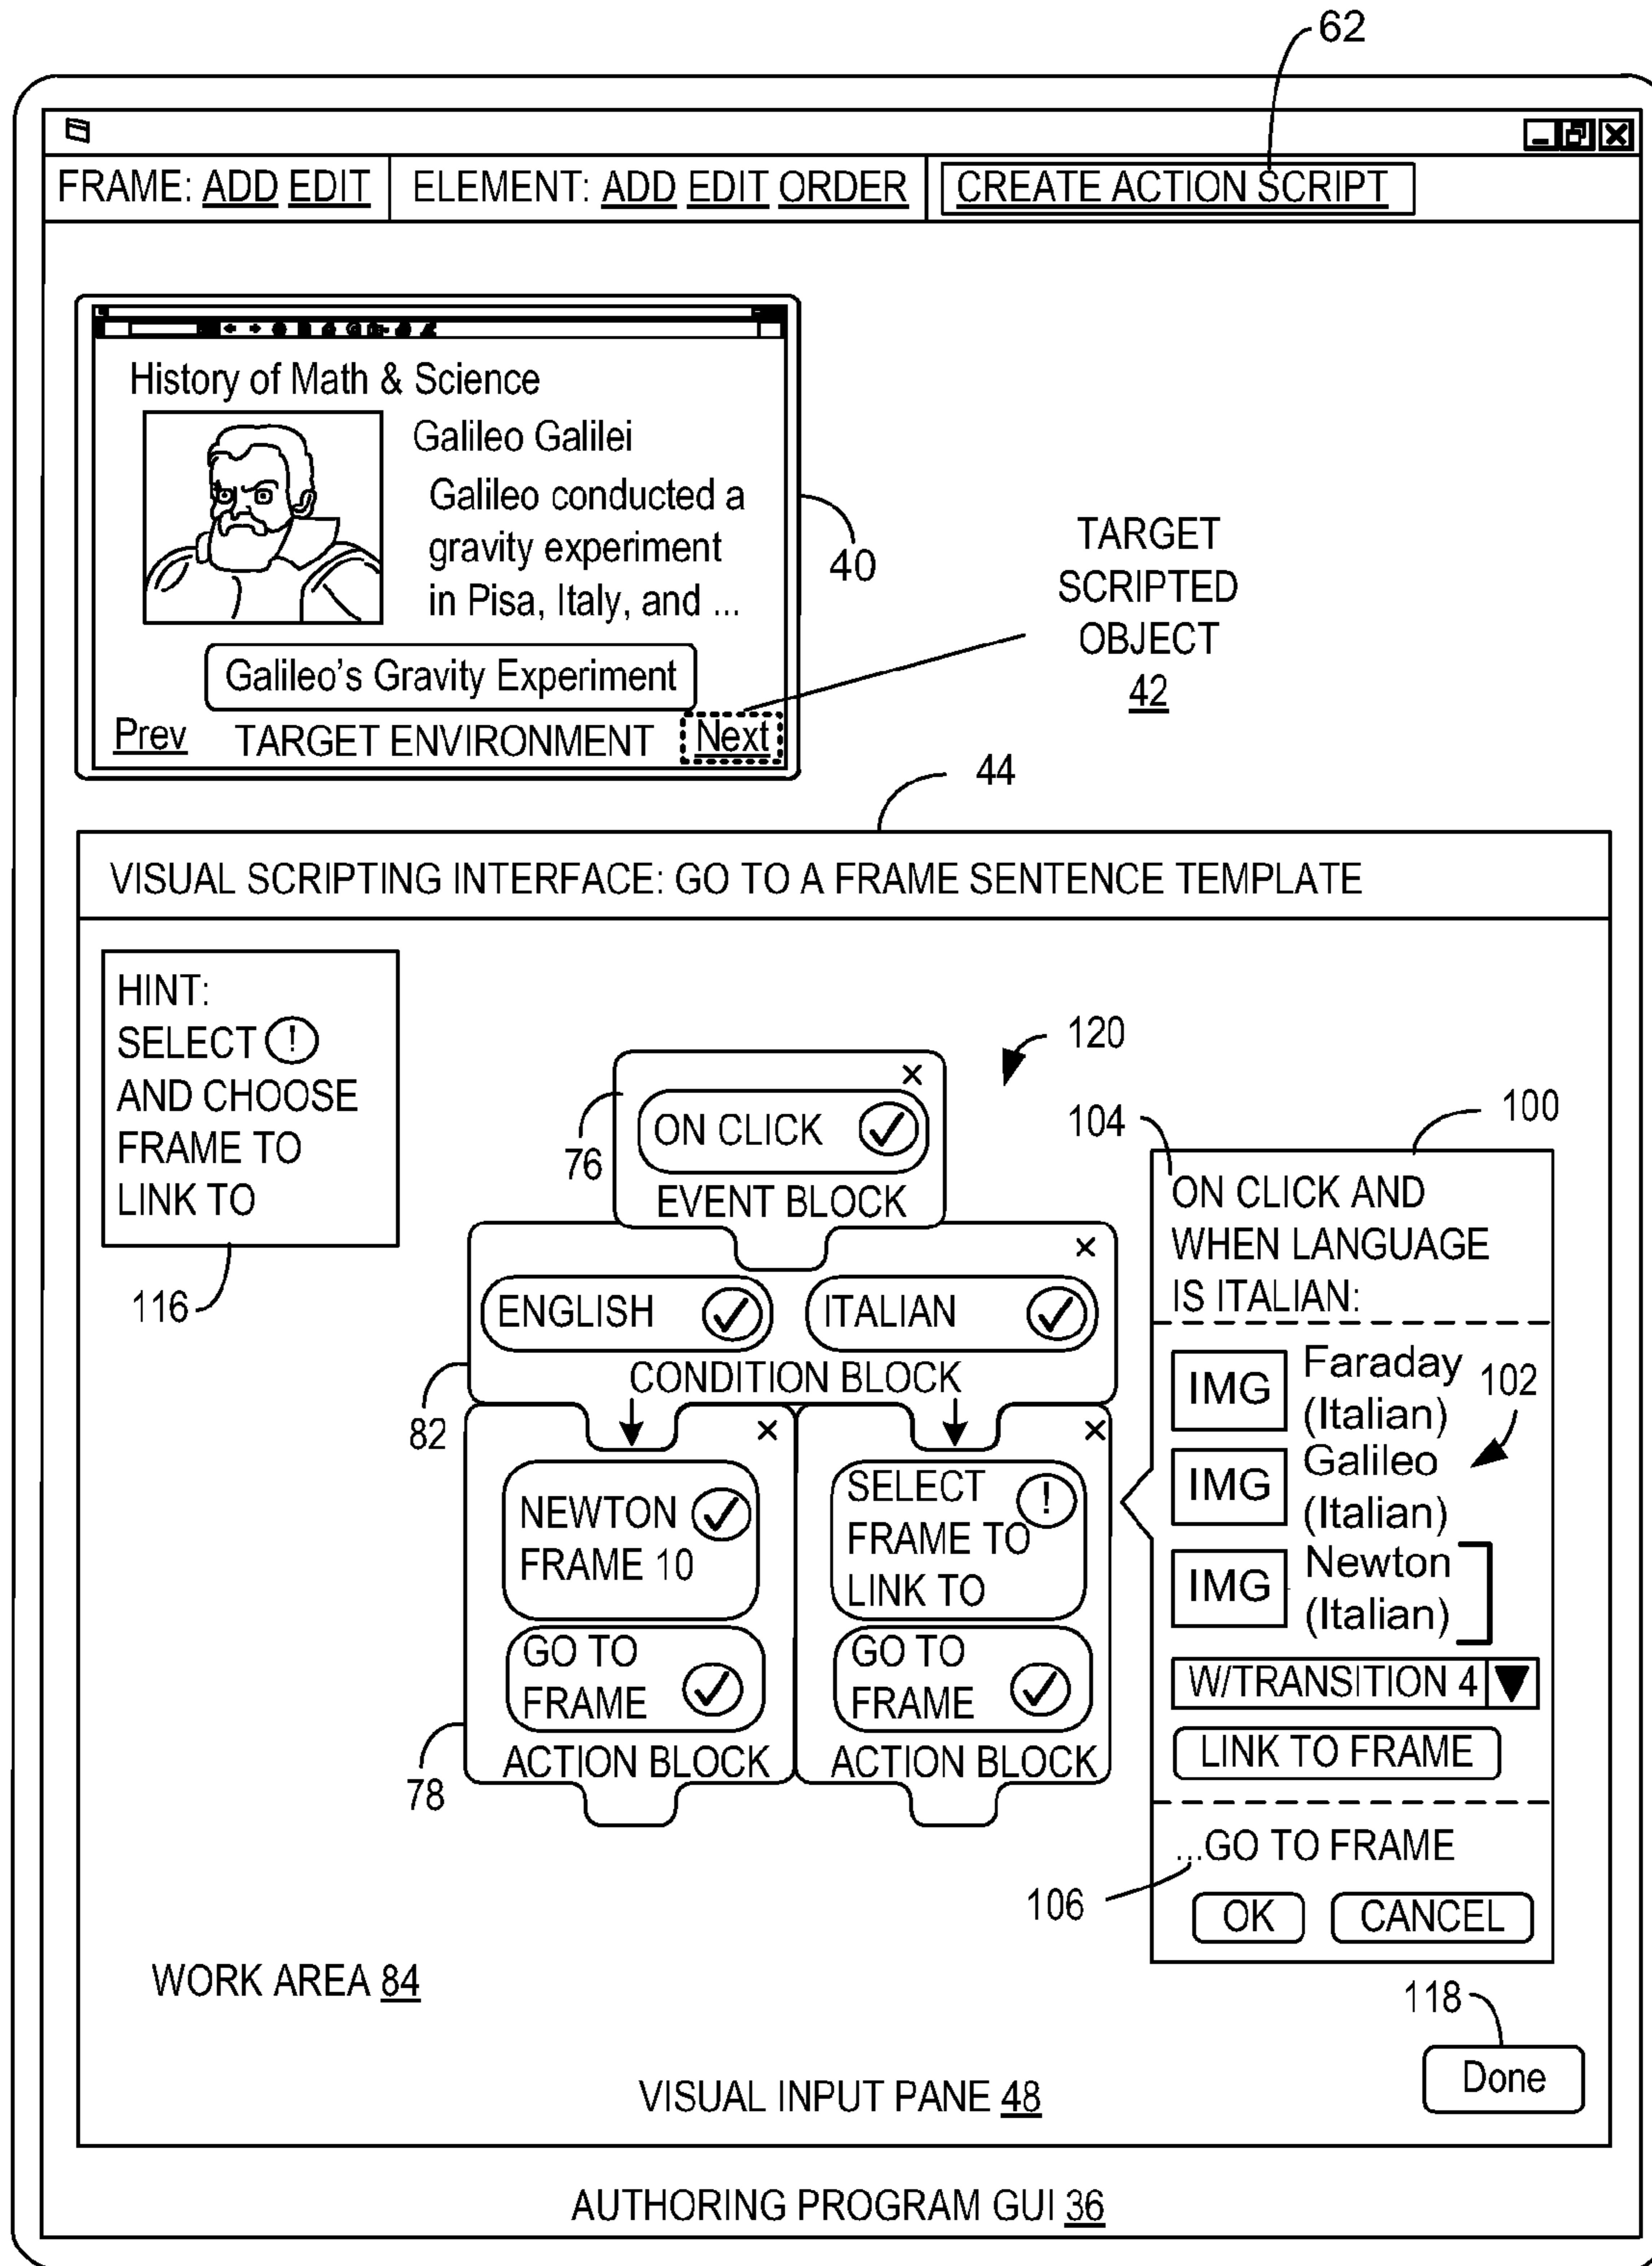 62
FRAME: ADD EDIT ELEMENT: ADD EDIT ORDER CREATE ACTION SCRIPT
History of Math & Science
Galileo Galilei
Galileo conducted a
gravity experiment
in Pisa, Italy, and ...
Galileo's Gravity Experiment
Prev TARGET ENVIRONMENT Next
40
TARGET
SCRIPTED
OBJECT
42
44
VISUAL SCRIPTING INTERFACE: GO TO A FRAME SENTENCE TEMPLATE
HINT:
SELECT !
AND CHOOSE
FRAME TO
LINK TO
116
120
76
ON CLICK
EVENT BLOCK
82
ENGLISH ITALIAN
CONDITION BLOCK
78
NEWTON
FRAME 10
GO TO
FRAME
ACTION BLOCK
SELECT !
FRAME TO
LINK TO
GO TO
FRAME
ACTION BLOCK
104
100
ON CLICK AND
WHEN LANGUAGE
IS ITALIAN:
IMG Faraday
(Italian)
102
IMG Galileo
(Italian)
IMG Newton
(Italian)
W/TRANSITION 4
LINK TO FRAME
...GO TO FRAME
106
OK CANCEL
WORK AREA 84
118
Done
VISUAL INPUT PANE 48
AUTHORING PROGRAM GUI 36